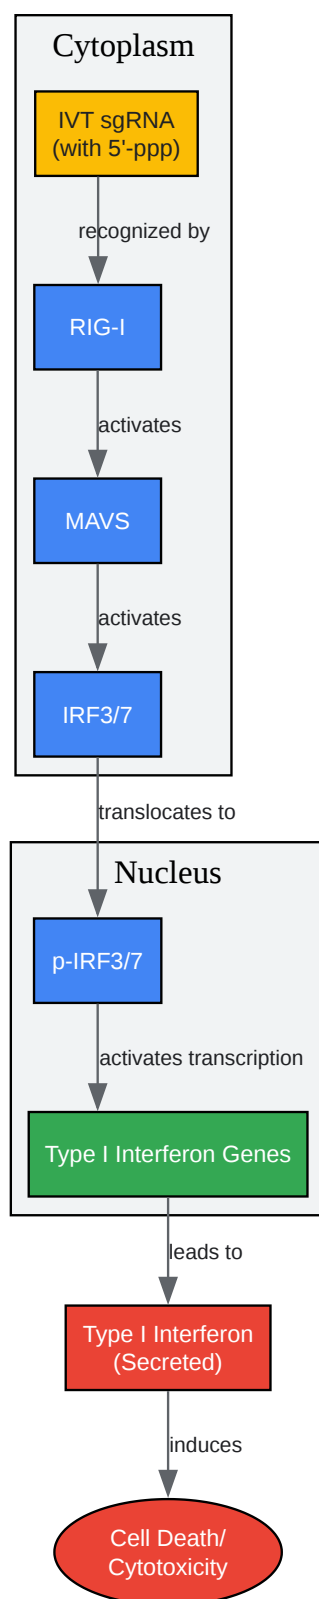 Cytoplasm
IVT sgRNA
(with 5'-ppp)
recognized by
RIG-I
activates
MAVS
activates
IRF3/7
translocates to
Nucleus
p-IRF3/7
activates transcription
Type I Interferon Genes
leads to
Type I Interferon
(Secreted)
induces
Cell Death/
Cytotoxicity